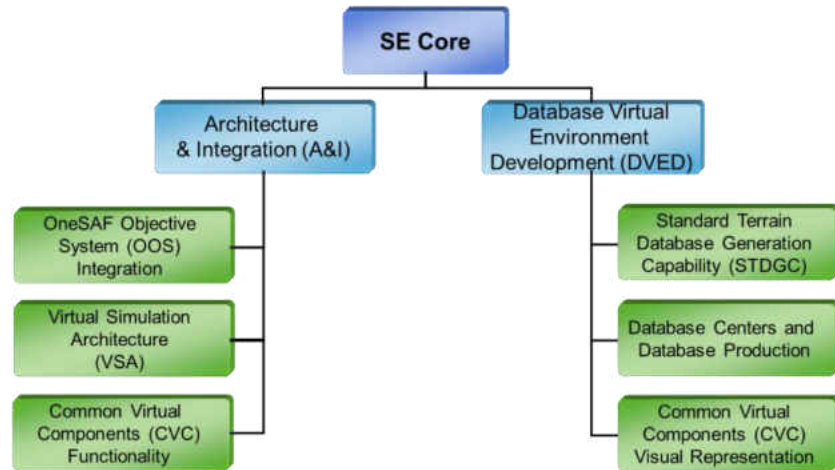 SE Core
Architecture
& Integration (A&I)
Database Virtual
Environment
Development (DVED)
OneSAF Objective
System (OOS)
Integration
Virtual Simulation
Architecture
(VSA)
Common Virtual
Components (CVC)
Functionality
Standard Terrain
Database Generation
Capability (STDGC)
Database Centers and
Database Production
Common Virtual
Components (CVC)
Visual Representation